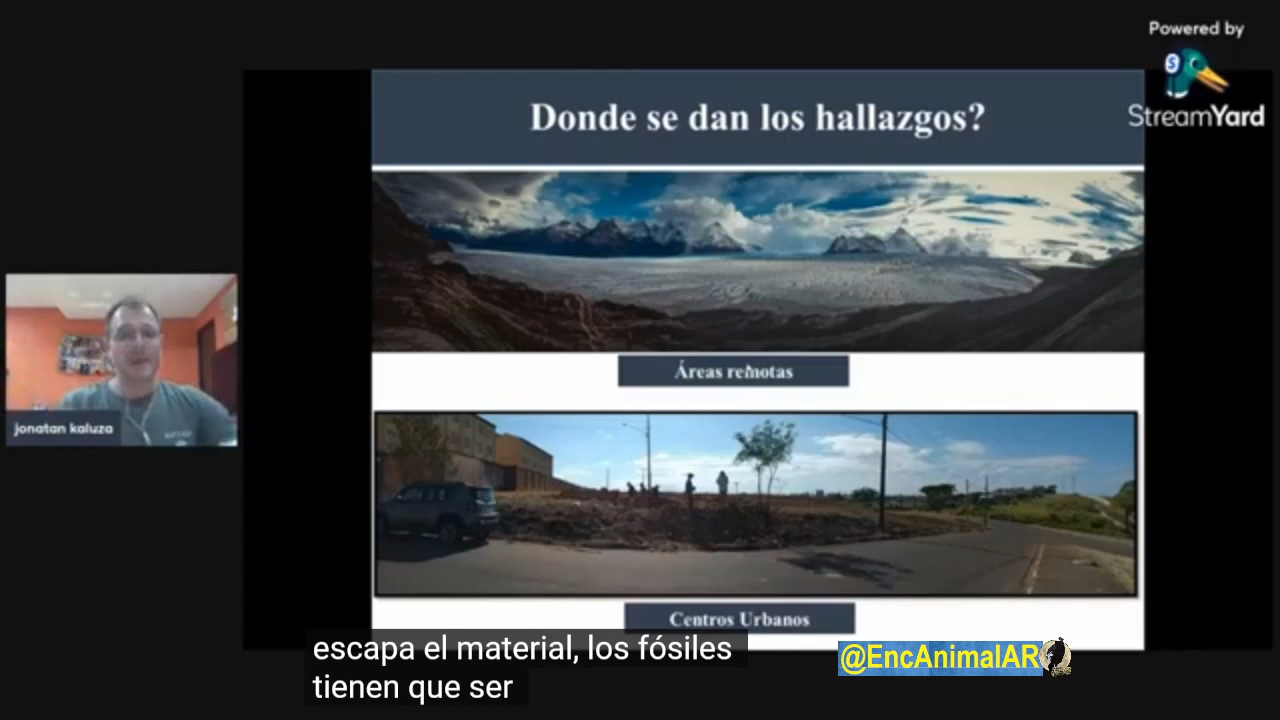 Powered by
StreamYard
Donde se dan los hallazgos?
Áreas remotas
jonatan kaluza
Centros Urbanos
escapa el material, los fósiles
tienen que ser
@EncAnimalAR